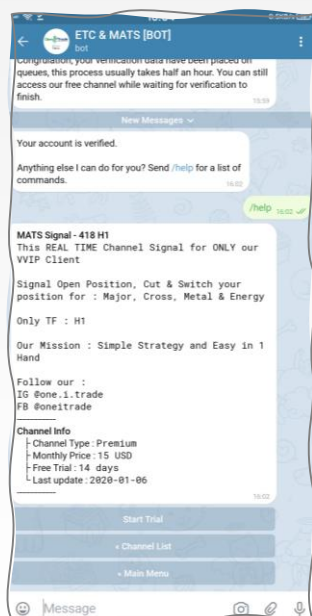 ETC & MATS [BOT]
bot
Congratulation, your verification data have been placed on
queues, this process usually takes half an hour. You can still
access our free channel while waiting for verification to
finish.
15:59
New Messages
Your account is verified.
Anything else I can do for you? Send /help for a list of
commands.
16:02
/help 16:02
MATS Signal - 418 H1
This REAL TIME Channel Signal for ONLY our
VVIP Client
Signal Open Position, Cut & Switch your
position for : Major, Cross, Metal & Energy
Only TF : H1
Our Mission : Simple Strategy and Easy in 1
Hand
Follow our :
IG @one.i.trade
FB @oneitrade
Channel Info
Channel Type : Premium
Monthly Price : 15 USD
Free Trial : 14 days
Last update : 2020-01-06
16:02
Start Trial
« Channel List
« Main Menu
Message